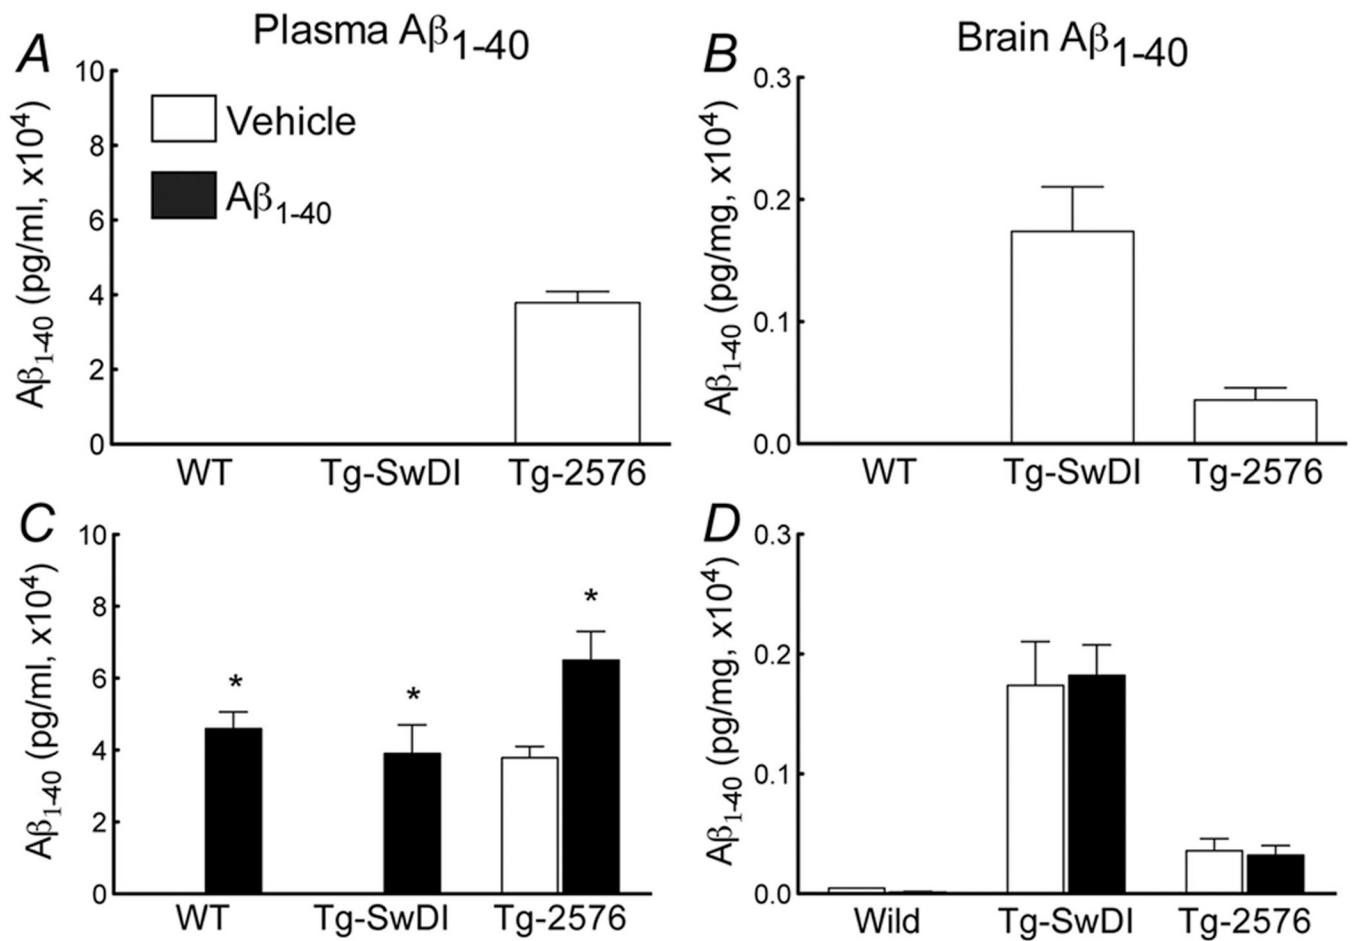 Plasma Aβ1-40
A
Aβ1-40 (pg/ml, x10⁴)
10
8
6
4
2
0
Vehicle
Aβ1-40
WT Tg-SwDI Tg-2576
Brain Aβ1-40
B
Aβ1-40 (pg/mg, x10⁴)
0.3
0.2
0.1
0.0
WT Tg-SwDI Tg-2576
C
Aβ1-40 (pg/ml, x10⁴)
10
8
6
4
2
0
*
*
*
WT Tg-SwDI Tg-2576
D
Aβ1-40 (pg/mg, x10⁴)
0.3
0.2
0.1
0.0
Wild Tg-SwDI Tg-2576